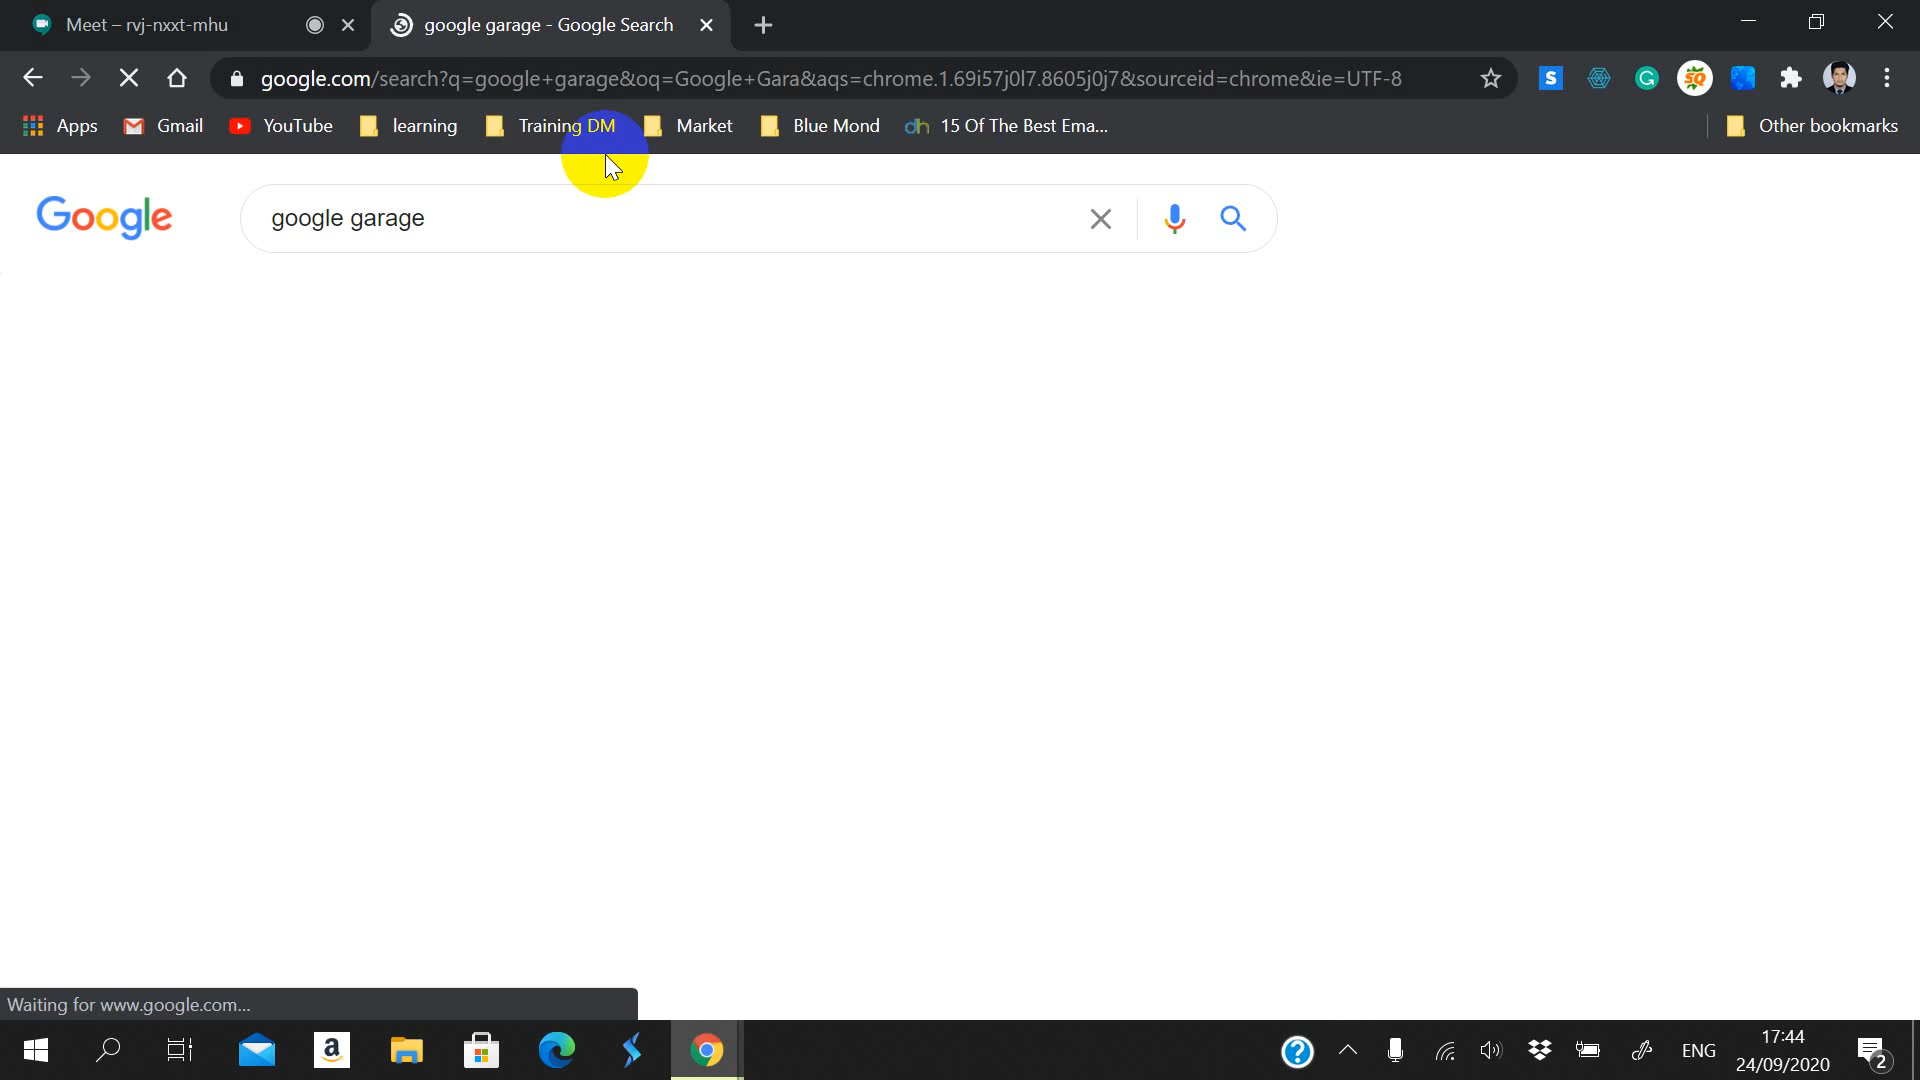 Meet – rvj-nxxt-mhu
google garage - Google Search
google.com/search?q=google+garage&oq=Google+Gara&aqs=chrome.1.69i57j0l7.8605j0j7&sourceid=chrome&ie=UTF-8
Apps
Gmail
YouTube
learning
Training DM
Market
Blue Mond
dh 15 Of The Best Ema...
Other bookmarks
Google
google garage
Waiting for www.google.com...
ENG
17:44
24/09/2020
2